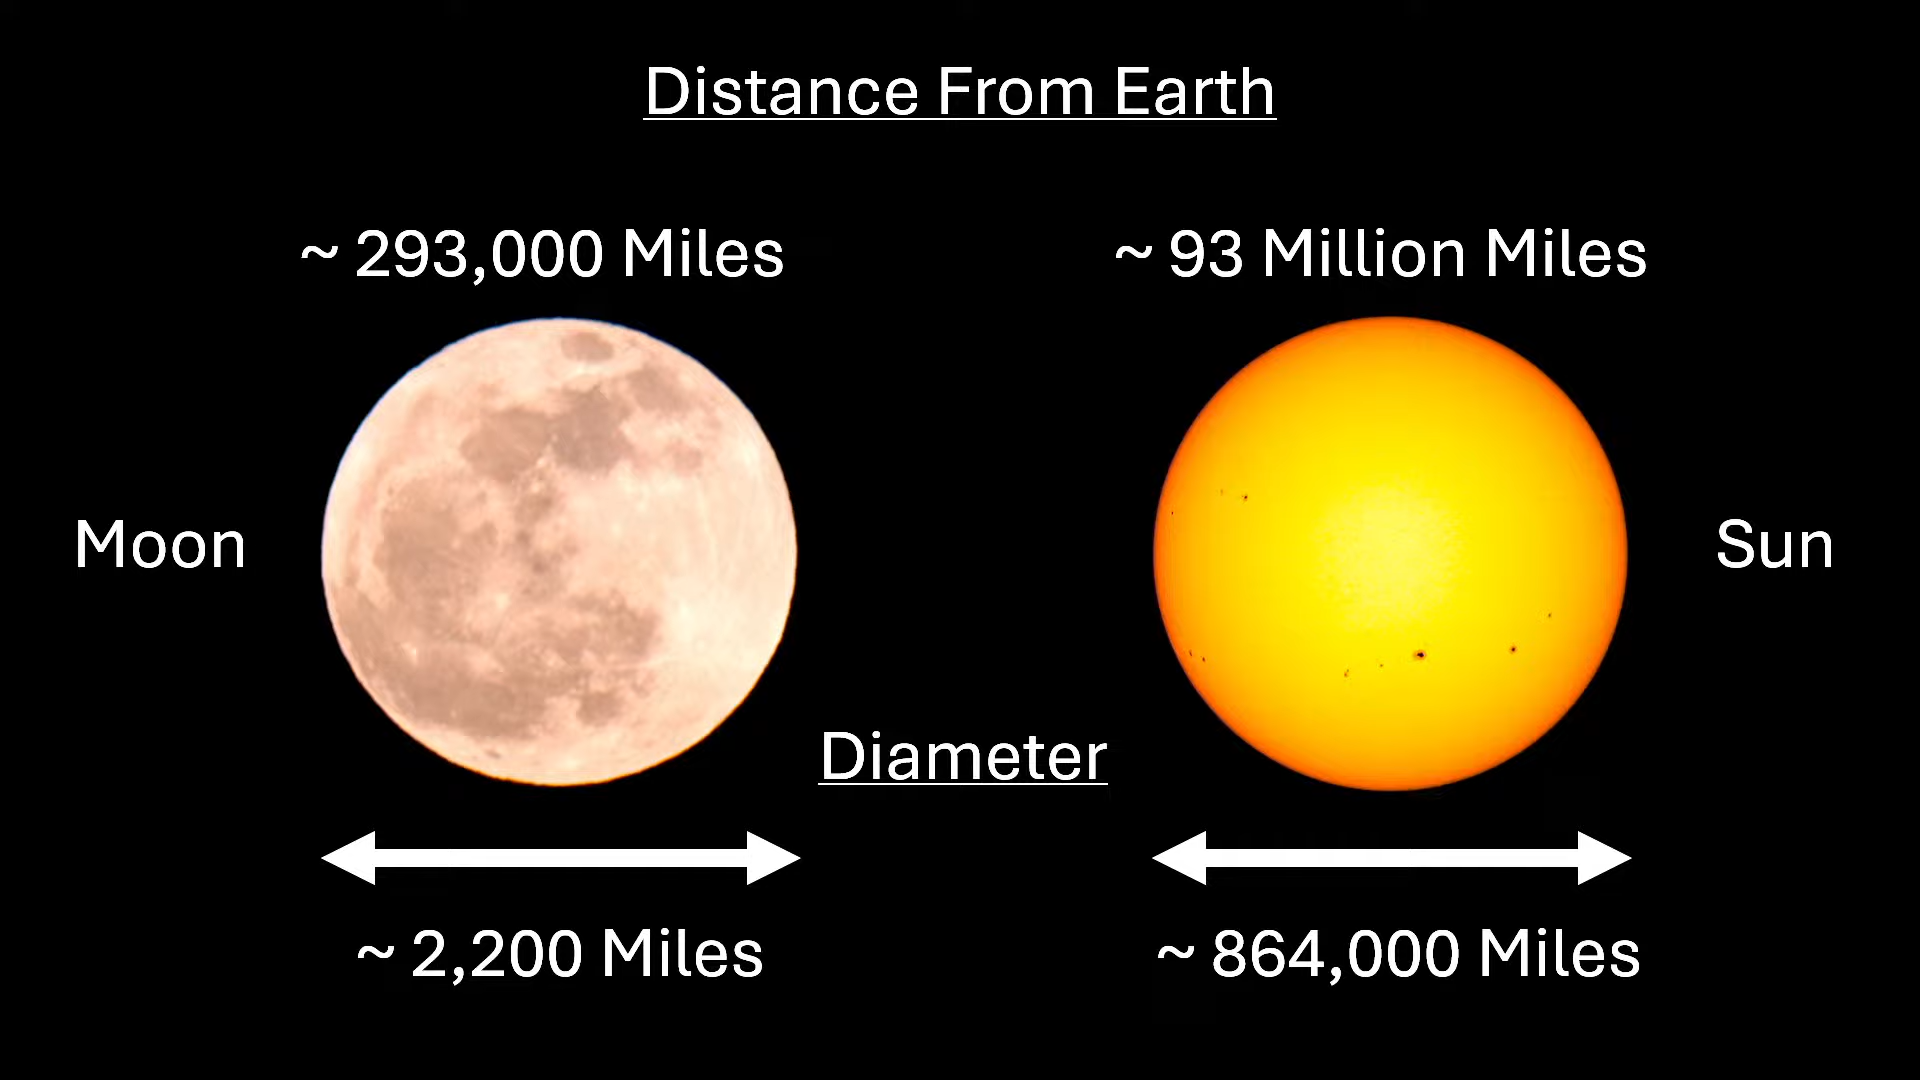 Distance From Earth
~ 293,000 Miles
~ 93 Million Miles
Moon
Sun
Diameter
~ 2,200 Miles
~ 864,000 Miles